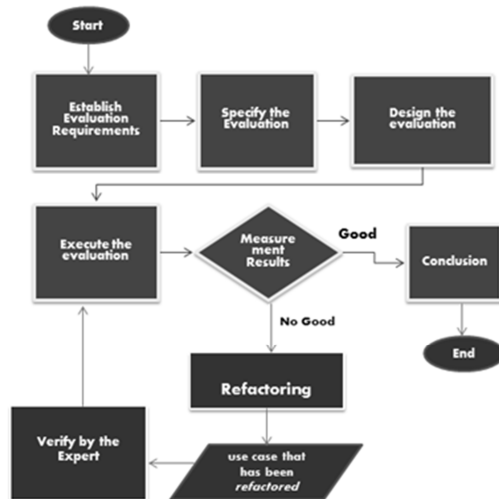 Start
Establish
Evaluation
Requirements
Specify the
Evaluation
Design the
evaluation
Execute the
evaluation
Measure
ment
Results
Good
Conclusion
No Good
End
Refactoring
Verify by the
Expert
use case that
has been
refactored